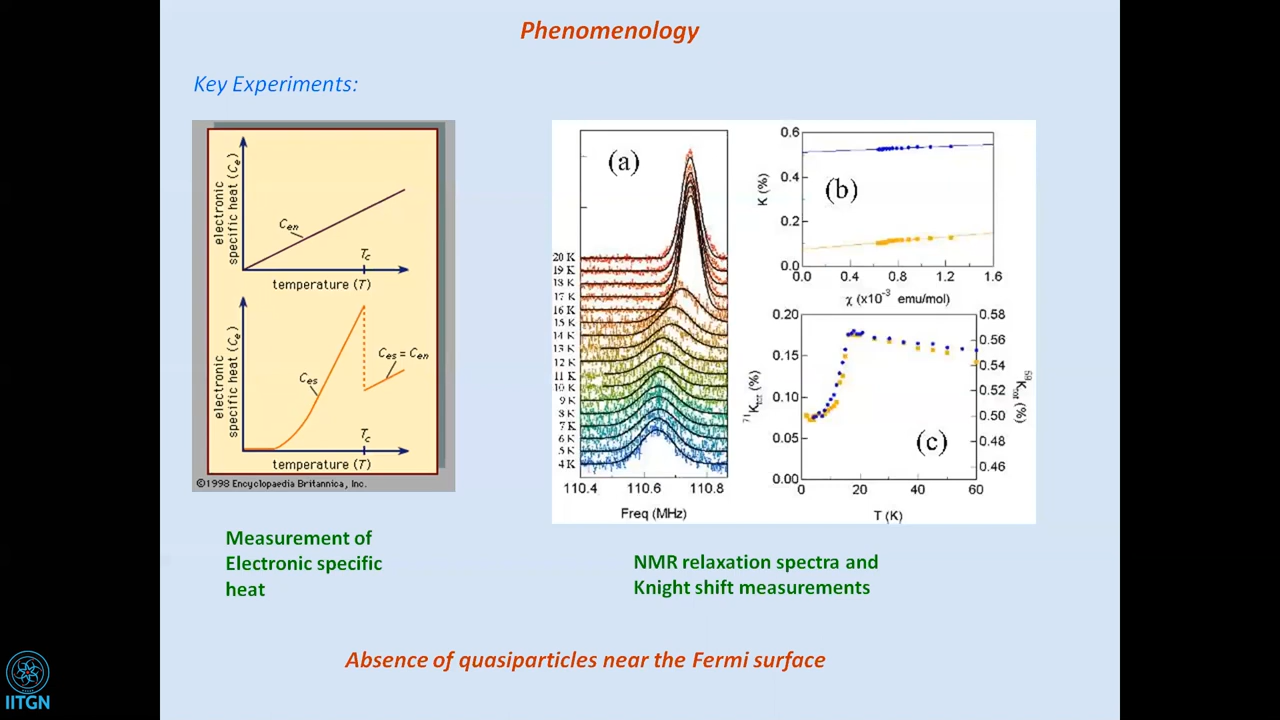 Phenomenology
Key Experiments:
electronic
specific heat (Ce)
Cen
Tc
temperature (T)
electronic
specific heat (Ce)
Ces
Ces = Cen
Tc
temperature (T)
©1998 Encyclopaedia Britannica, Inc.
(a)
20 K
19 K
18 K
17 K
16 K
15 K
14 K
13 K
12 K
11 K
10 K
9 K
8 K
7 K
6 K
5 K
4 K
110.4 110.6 110.8
Freq (MHz)
0.6
0.4
0.2
0.0
K (%)
(b)
0.0 0.4 0.8 1.2 1.6
χ (x10⁻³ emu/mol)
0.20
0.15
0.10
0.05
0.00
⁷¹Ktot (%)
0.58
0.56
0.54
0.52
0.50
0.48
0.46
⁵⁹Ktot (%)
(c)
0 20 40 60
T (K)
Measurement of
Electronic specific
heat
NMR relaxation spectra and
Knight shift measurements
Absence of quasiparticles near the Fermi surface
IITGN